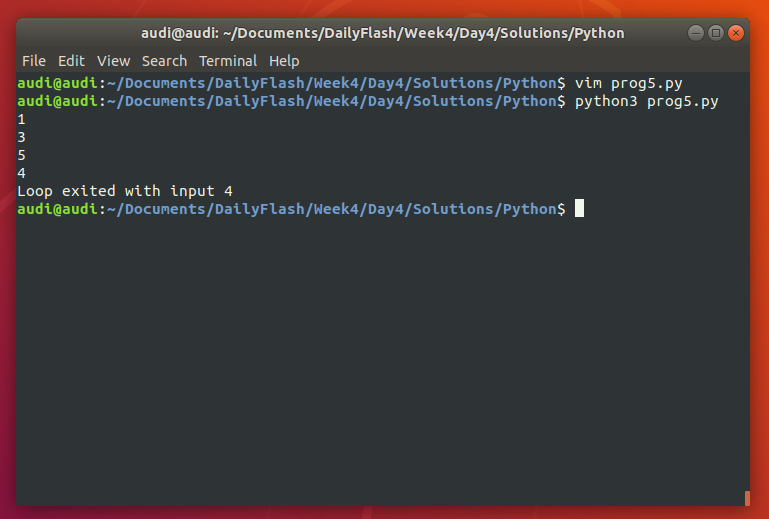 audi@audi: ~/Documents/DailyFlash/Week4/Day4/Solutions/Python
File Edit View Search Terminal Help
audi@audi:~/Documents/DailyFlash/Week4/Day4/Solutions/Python$ vim prog5.py
audi@audi:~/Documents/DailyFlash/Week4/Day4/Solutions/Python$ python3 prog5.py
1
3
5
4
Loop exited with input 4
audi@audi:~/Documents/DailyFlash/Week4/Day4/Solutions/Python$